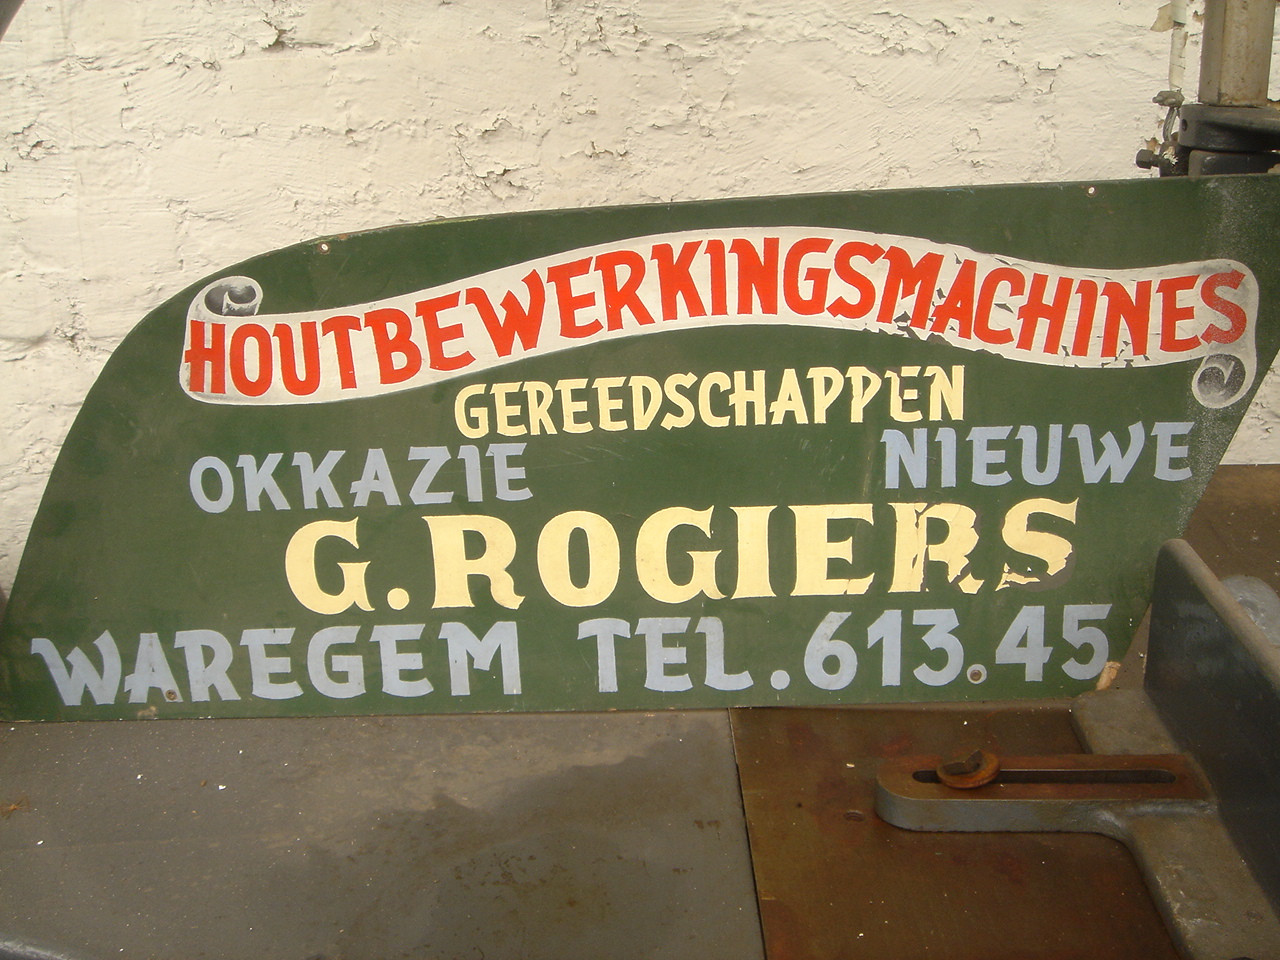 HOUTBEWERKINGSMACHINES
GEREEDSCHAPPEN
OKKAZIE NIEUWE
G. ROGIERS
WAREGEM TEL. 613.45